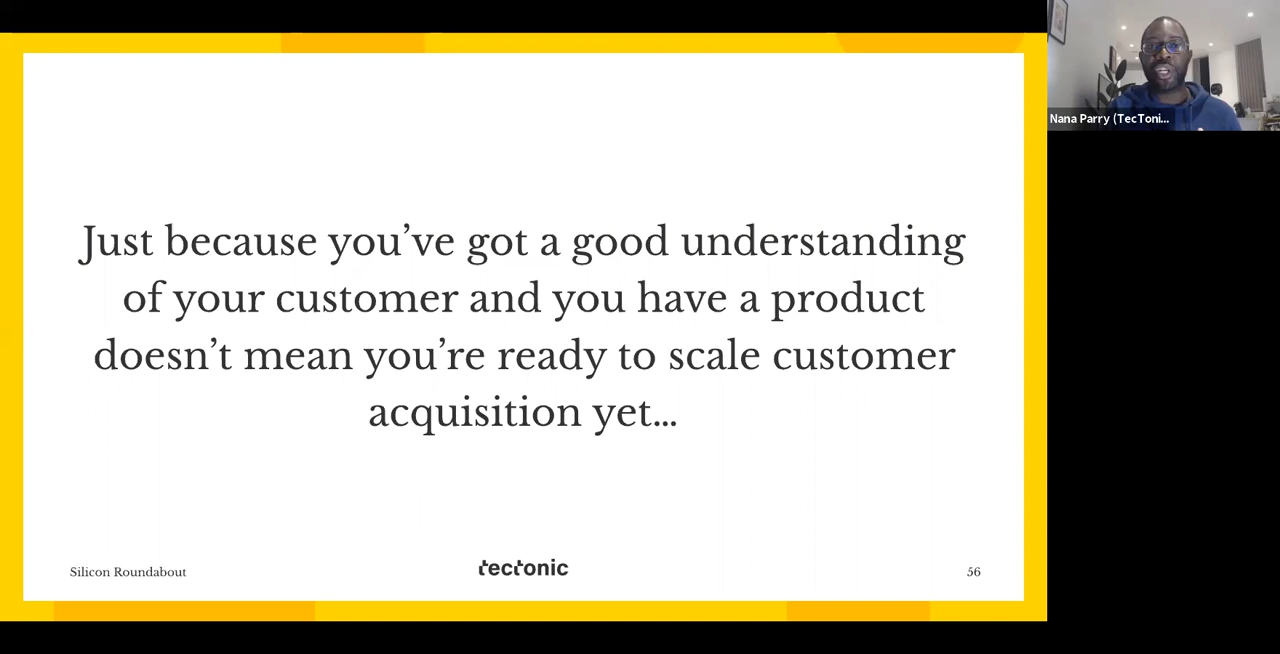 Nana Parry (TecToni...
Just because you’ve got a good understanding
of your customer and you have a product
doesn’t mean you’re ready to scale customer
acquisition yet…
Silicon Roundabout
tectonic
56